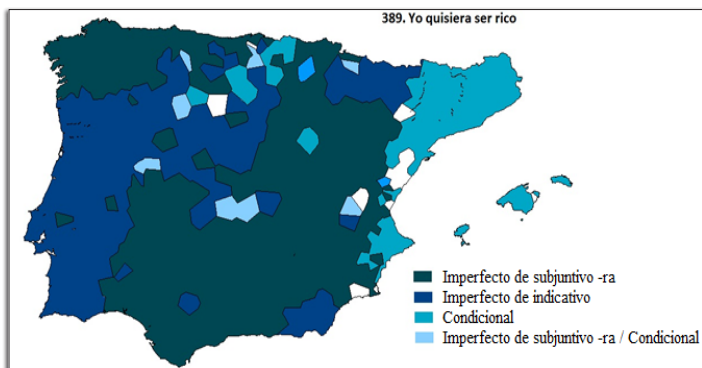 389. Yo quisiera ser rico
Imperfecto de subjuntivo -ra
Imperfecto de indicativo
Condicional
Imperfecto de subjuntivo -ra / Condicional